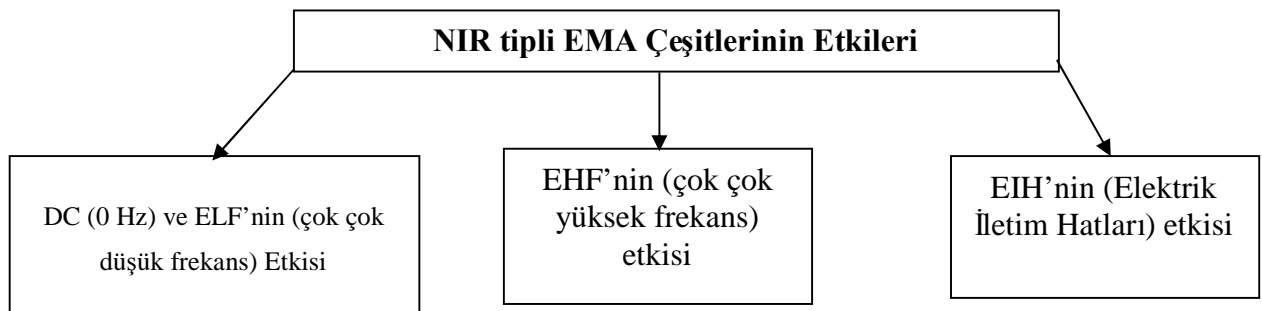 NIR tipli EMA Çeşitlerinin Etkileri
DC (0 Hz) ve ELF’nin (çok çok
düşük frekans) Etkisi
EHF’nin (çok çok
yüksek frekans)
etkisi
EIH’nin (Elektrik
İletim Hatları) etkisi